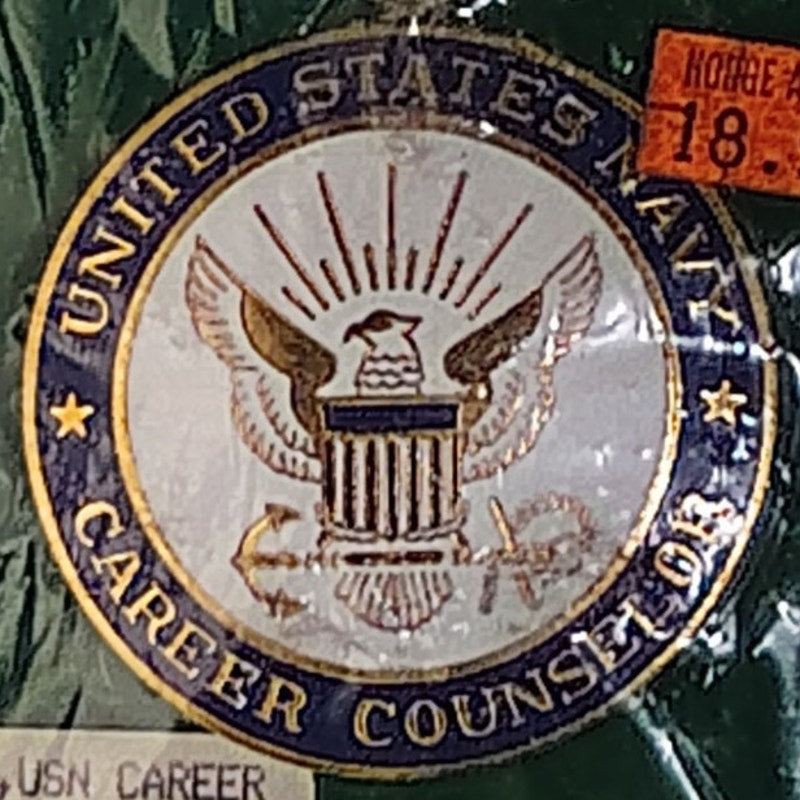 UNITED STATES NAVY
CAREER COUNSELOR
18.
,USN CAREER